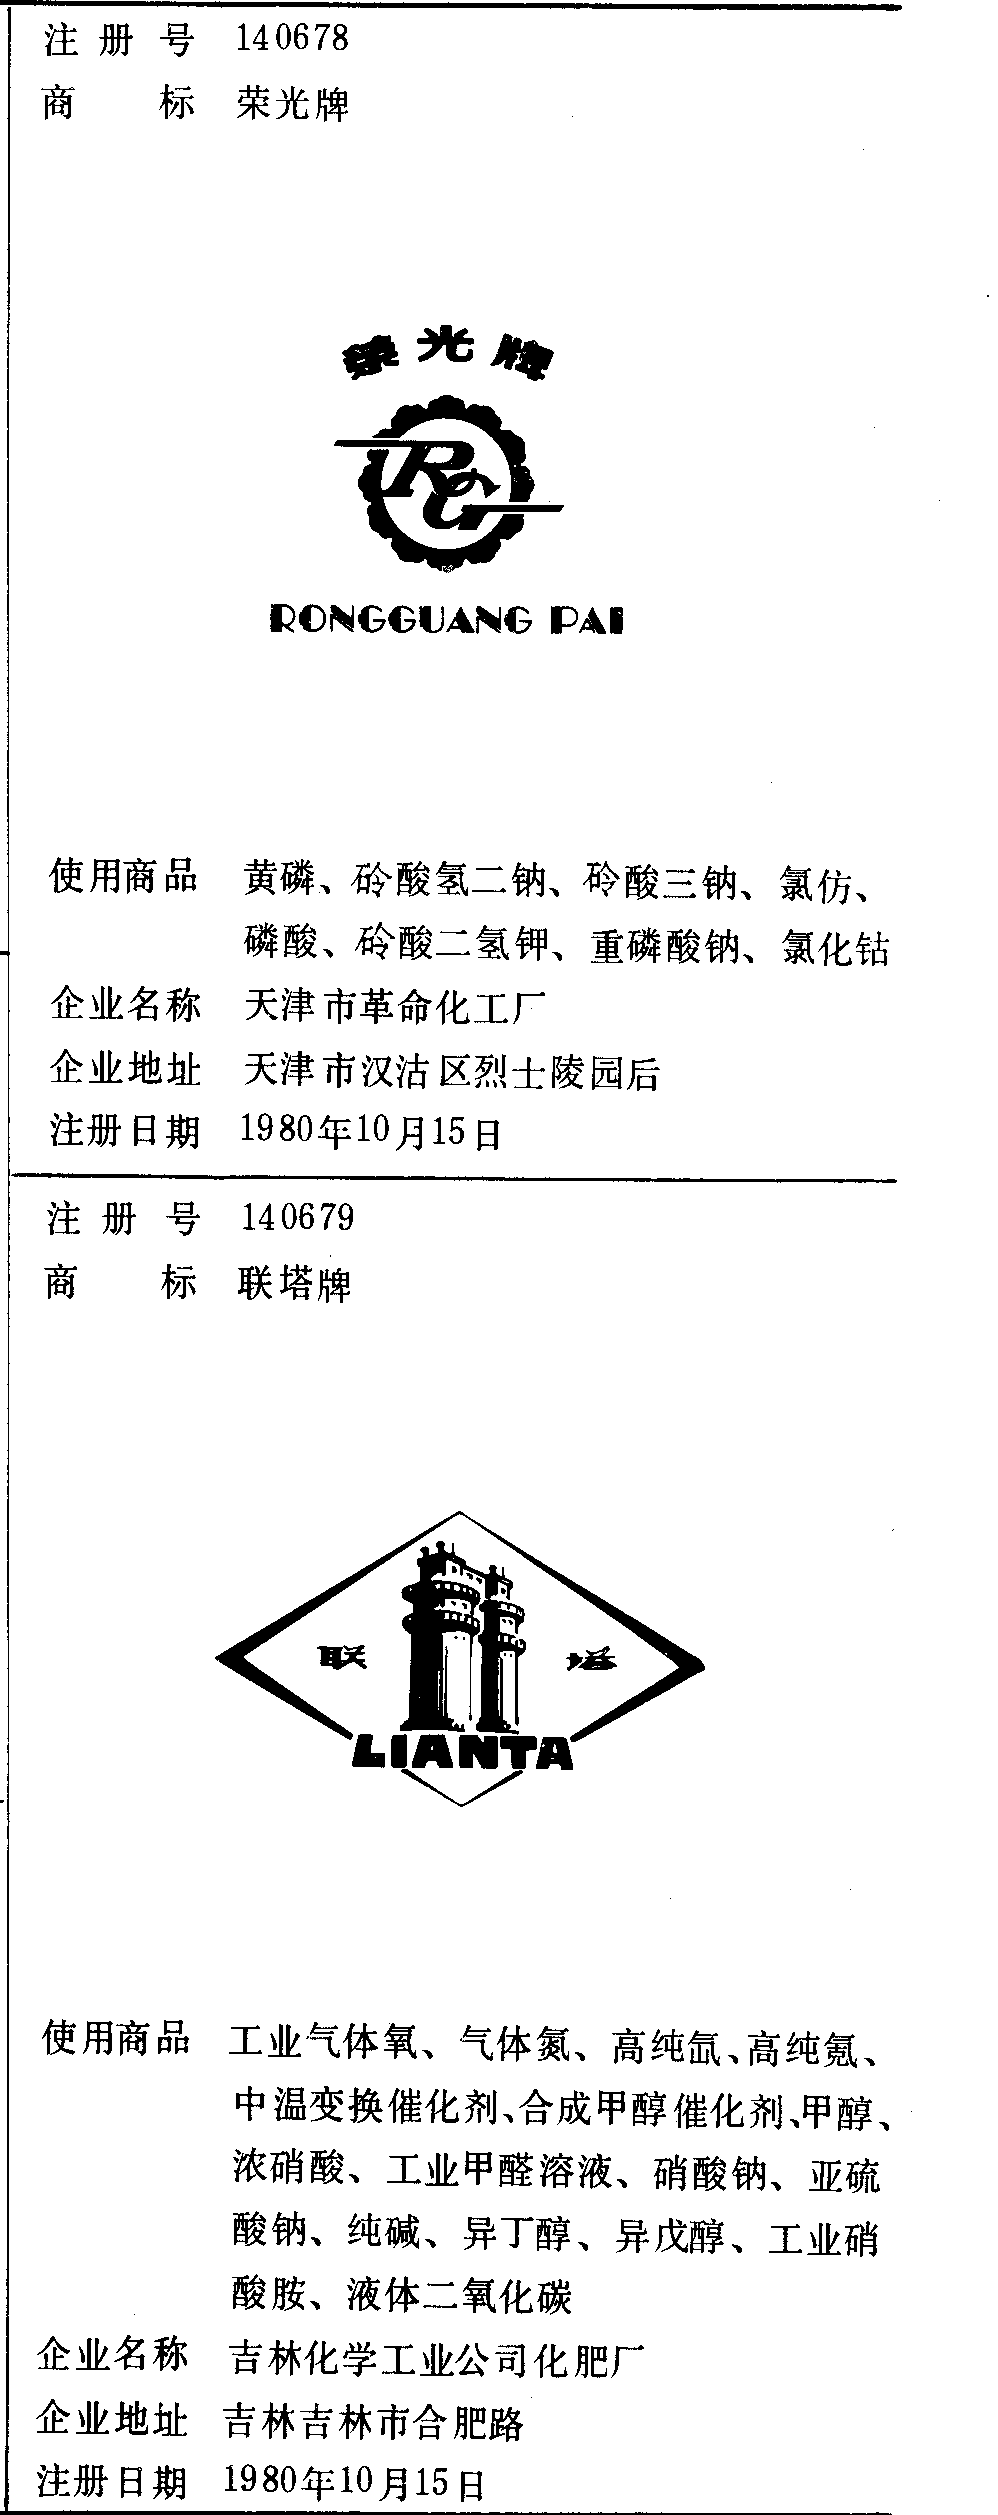 注册号 140678
商标 荣光牌
荣光牌
RG
RONGGUANG PAI
使用商品 黄磷、砱酸氢二钠、砱酸三钠、氯仿、
磷酸、砱酸二氢钾、重磷酸钠、氯化钴
企业名称 天津市革命化工厂
企业地址 天津市汉沽区烈士陵园后
注册日期 1980年10月15日
注册号 140679
商标 联塔牌
联塔
LIANTA
使用商品 工业气体氧、气体氮、高纯氙、高纯氪、
中温变换催化剂、合成甲醇催化剂、甲醇、
浓硝酸、工业甲醛溶液、硝酸钠、亚硫
酸钠、纯碱、异丁醇、异戊醇、工业硝
酸胺、液体二氧化碳
企业名称 吉林化学工业公司化肥厂
企业地址 吉林吉林市合肥路
注册日期 1980年10月15日